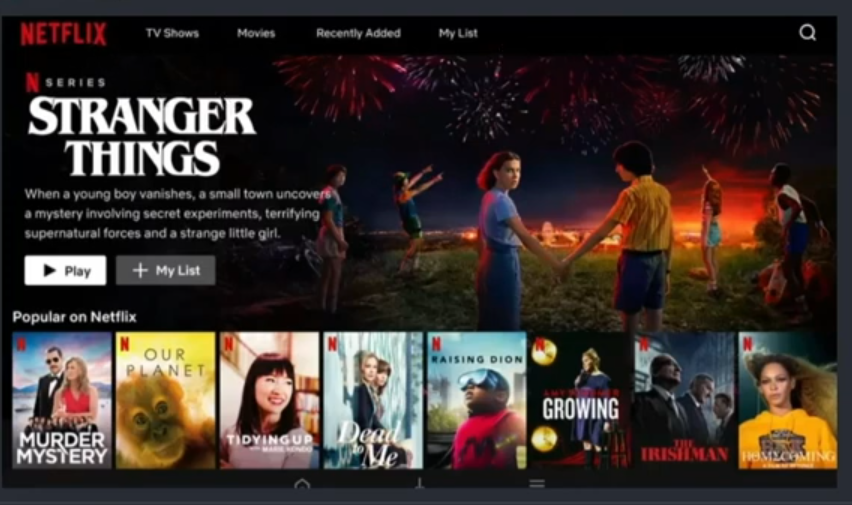 NETFLIX TV Shows Movies Recently Added My List
N SERIES
STRANGER
THINGS
When a young boy vanishes, a small town uncovers
a mystery involving secret experiments, terrifying
supernatural forces and a strange little girl.
Play + My List
Popular on Netflix
N MURDER
MYSTERY
N OUR
PLANET
N TIDYING UP
WITH MARIE KONDO
N Dead
to Me
N RAISING DION
N AMY SCHUMER
GROWING
N THE
IRISHMAN
N HOMECOMING